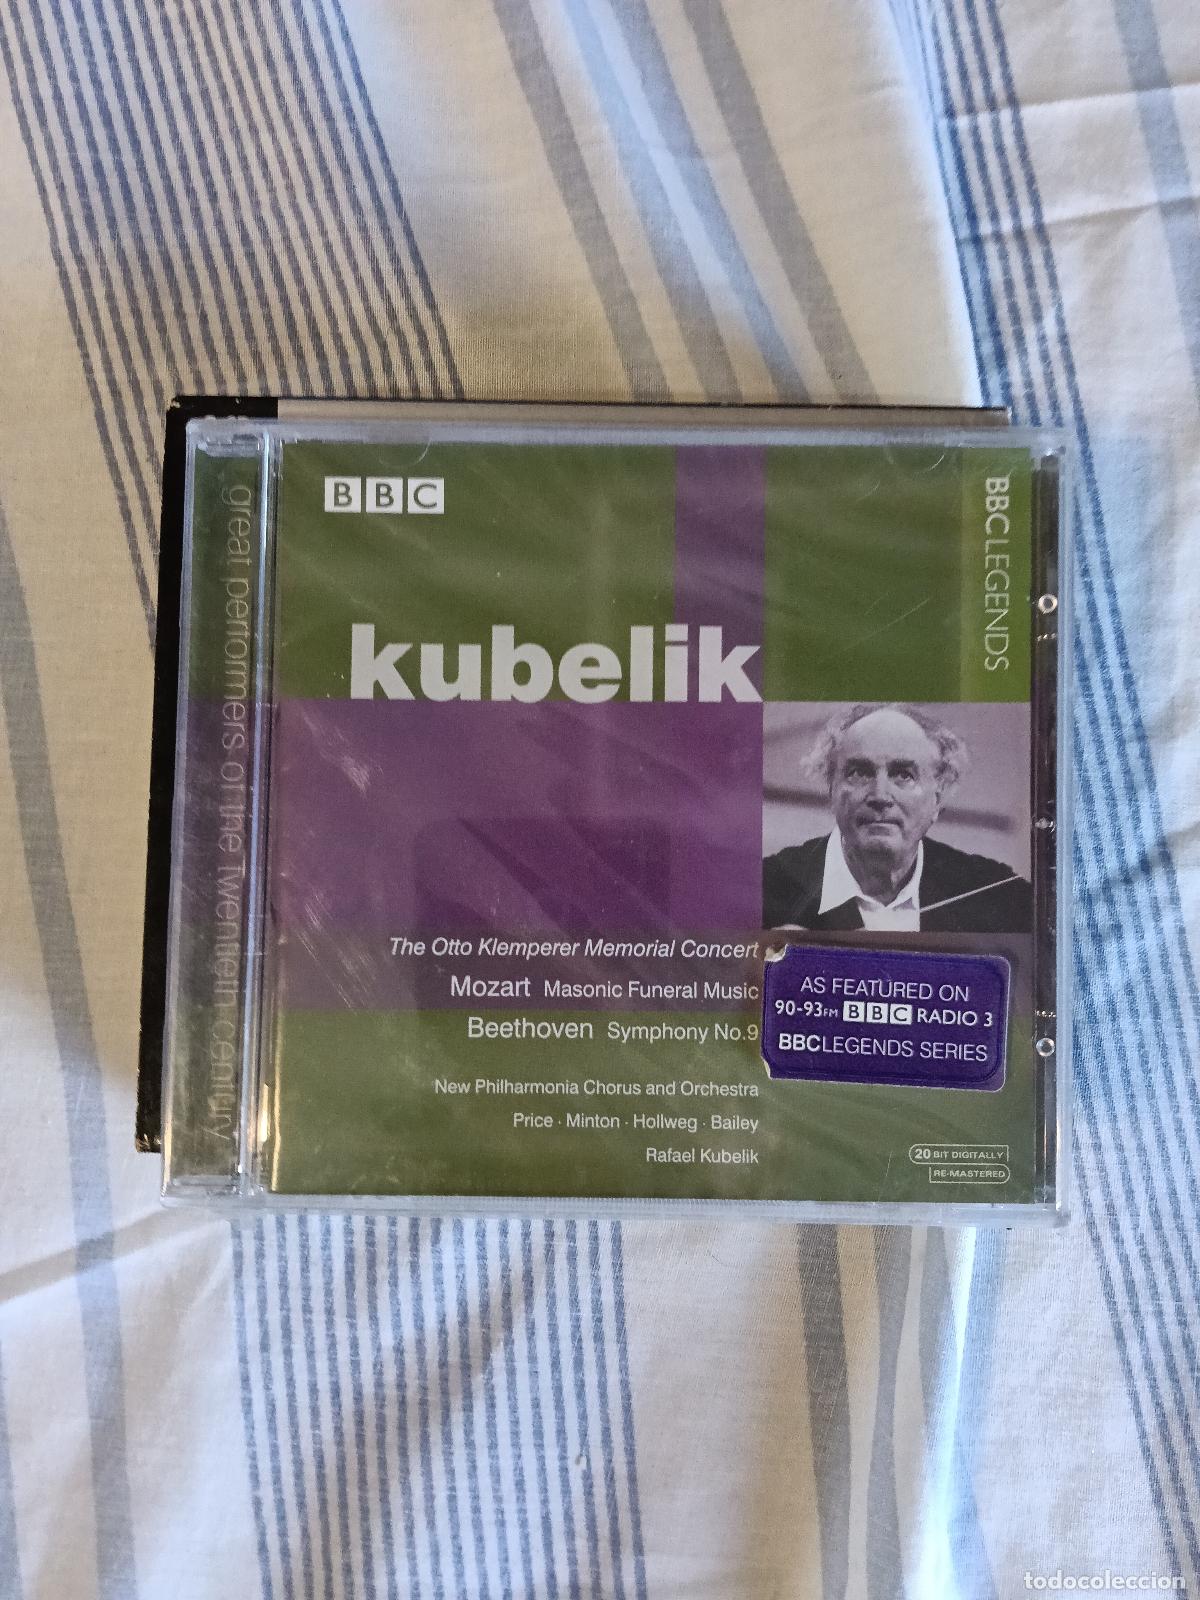 BBC
BBC LEGENDS
great performers of the Twentieth century
kubelik
The Otto Klemperer Memorial Concert
Mozart Masonic Funeral Music
Beethoven Symphony No.9
New Philharmonia Chorus and Orchestra
Price · Minton · Hollweg · Bailey
Rafael Kubelik
AS FEATURED ON
90-93FM BBC RADIO 3
BBCLEGENDS SERIES
20 BIT DIGITALLY
RE-MASTERED
todocoleccion